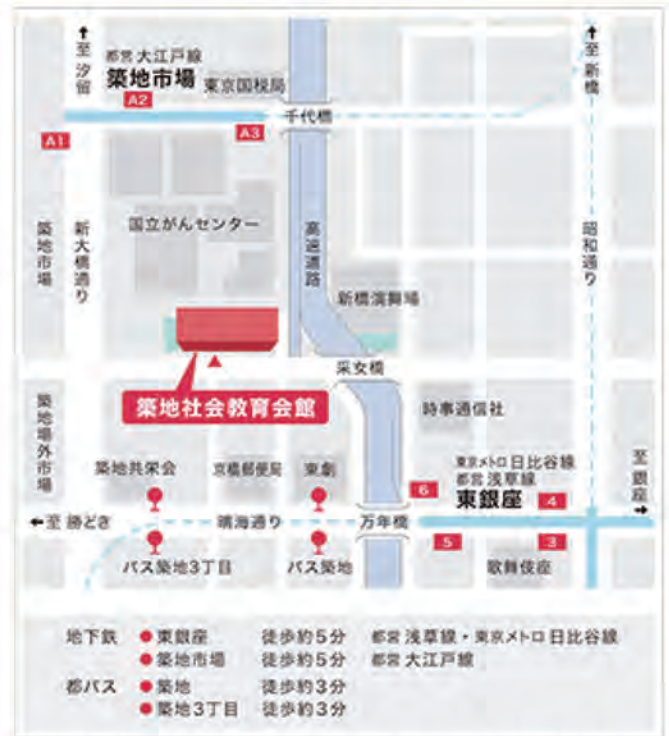 ↑至 汐留
都営 大江戸線
築地市場
東京国税局
A2
A1
A3
千代橋
↑至 新橋
築地市場
新大橋通り
国立がんセンター
高速道路
昭和通り
新橋演舞場
采女橋
築地社会教育会館
築地場外市場
時事通信社
築地共栄会
京橋郵便局
東劇
東京メトロ 日比谷線
都営 浅草線
東銀座
至 銀座→
6
4
←至 勝どき
晴海通り
万年橋
5
3
バス築地3丁目
バス築地
歌舞伎座
地下鉄 ●東銀座 徒歩約5分 都営 浅草線・東京メトロ 日比谷線
●築地市場 徒歩約5分 都営 大江戸線
都バス ●築地 徒歩約3分
●築地3丁目 徒歩約3分